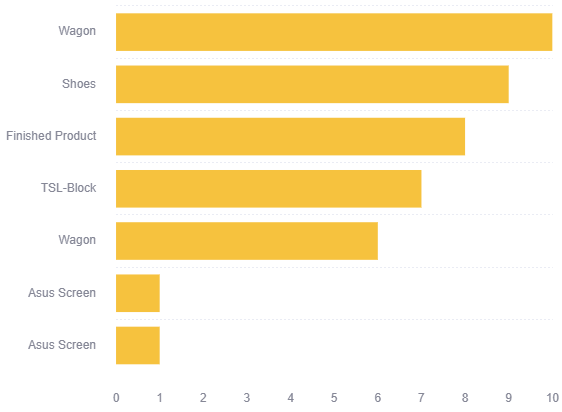 Wagon
Shoes
Finished Product
TSL-Block
Wagon
Asus Screen
Asus Screen
0 1 2 3 4 5 6 7 8 9 10